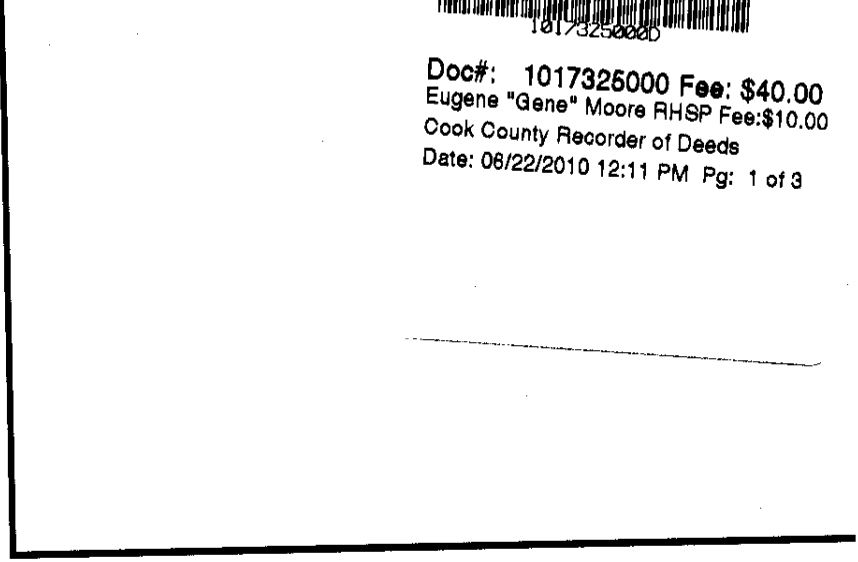 1017325000D
Doc#: 1017325000 Fee: $40.00
Eugene "Gene" Moore RHSP Fee:$10.00
Cook County Recorder of Deeds
Date: 06/22/2010 12:11 PM Pg: 1 of 3